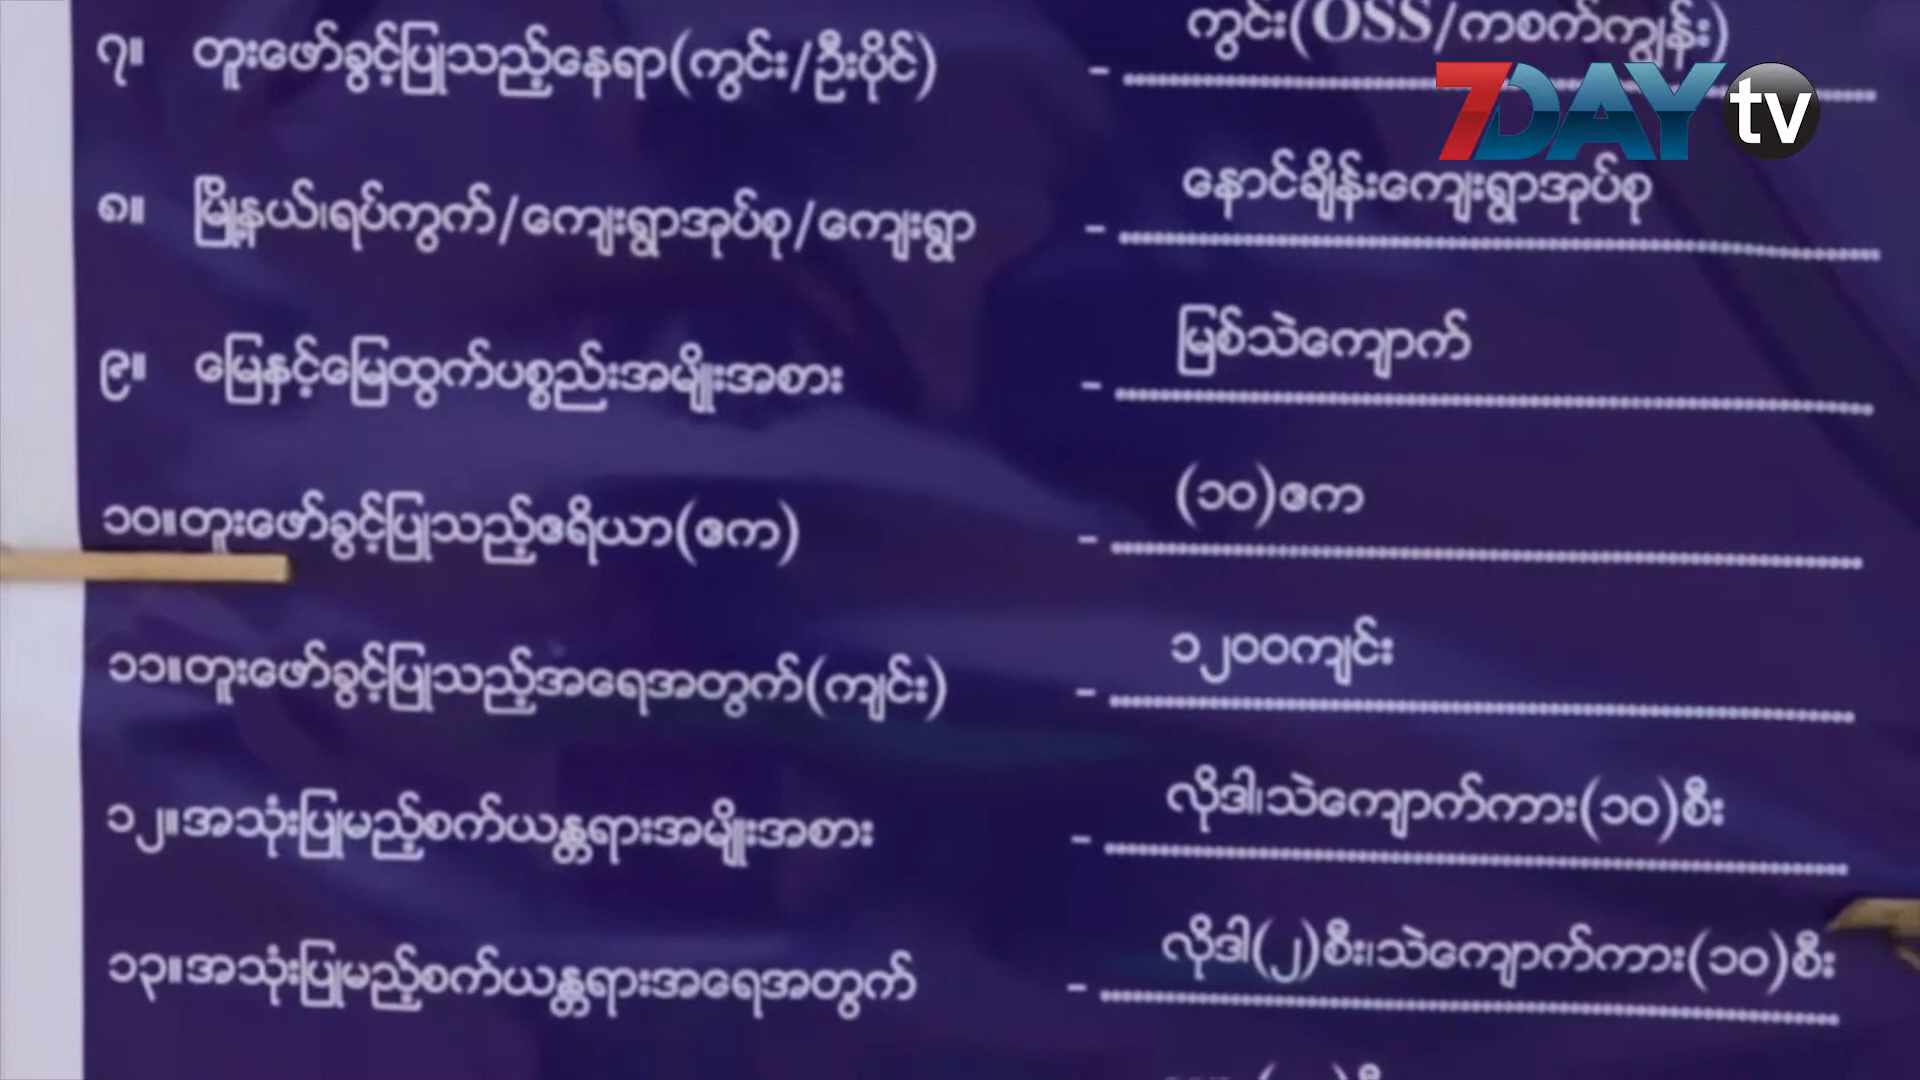 ၇။ တူးဖော်ခွင့်ပြုသည့်နေရာ(ကွင်း/ဦးပိုင်) - ကွင်း(OSS/ကစက်ကျွန်း)
7DAY tv
၈။ မြို့နယ်၊ရပ်ကွက်/ကျေးရွာအုပ်စု/ကျေးရွာ - နောင်ချိန်းကျေးရွာအုပ်စု
၉။ မြေနှင့်မြေထွက်ပစ္စည်းအမျိုးအစား - မြစ်သဲကျောက်
၁၀။တူးဖော်ခွင့်ပြုသည့်ဧရိယာ(ဧက) - (၁၀)ဧက
၁၁။တူးဖော်ခွင့်ပြုသည့်အရေအတွက်(ကျင်း) - ၁၂၀၀ကျင်း
၁၂။အသုံးပြုမည့်စက်ယန္တရားအမျိုးအစား - လိုဒါ၊သဲကျောက်ကား(၁၀)စီး
၁၃။အသုံးပြုမည့်စက်ယန္တရားအရေအတွက် - လိုဒါ(၂)စီး၊သဲကျောက်ကား(၁၀)စီး